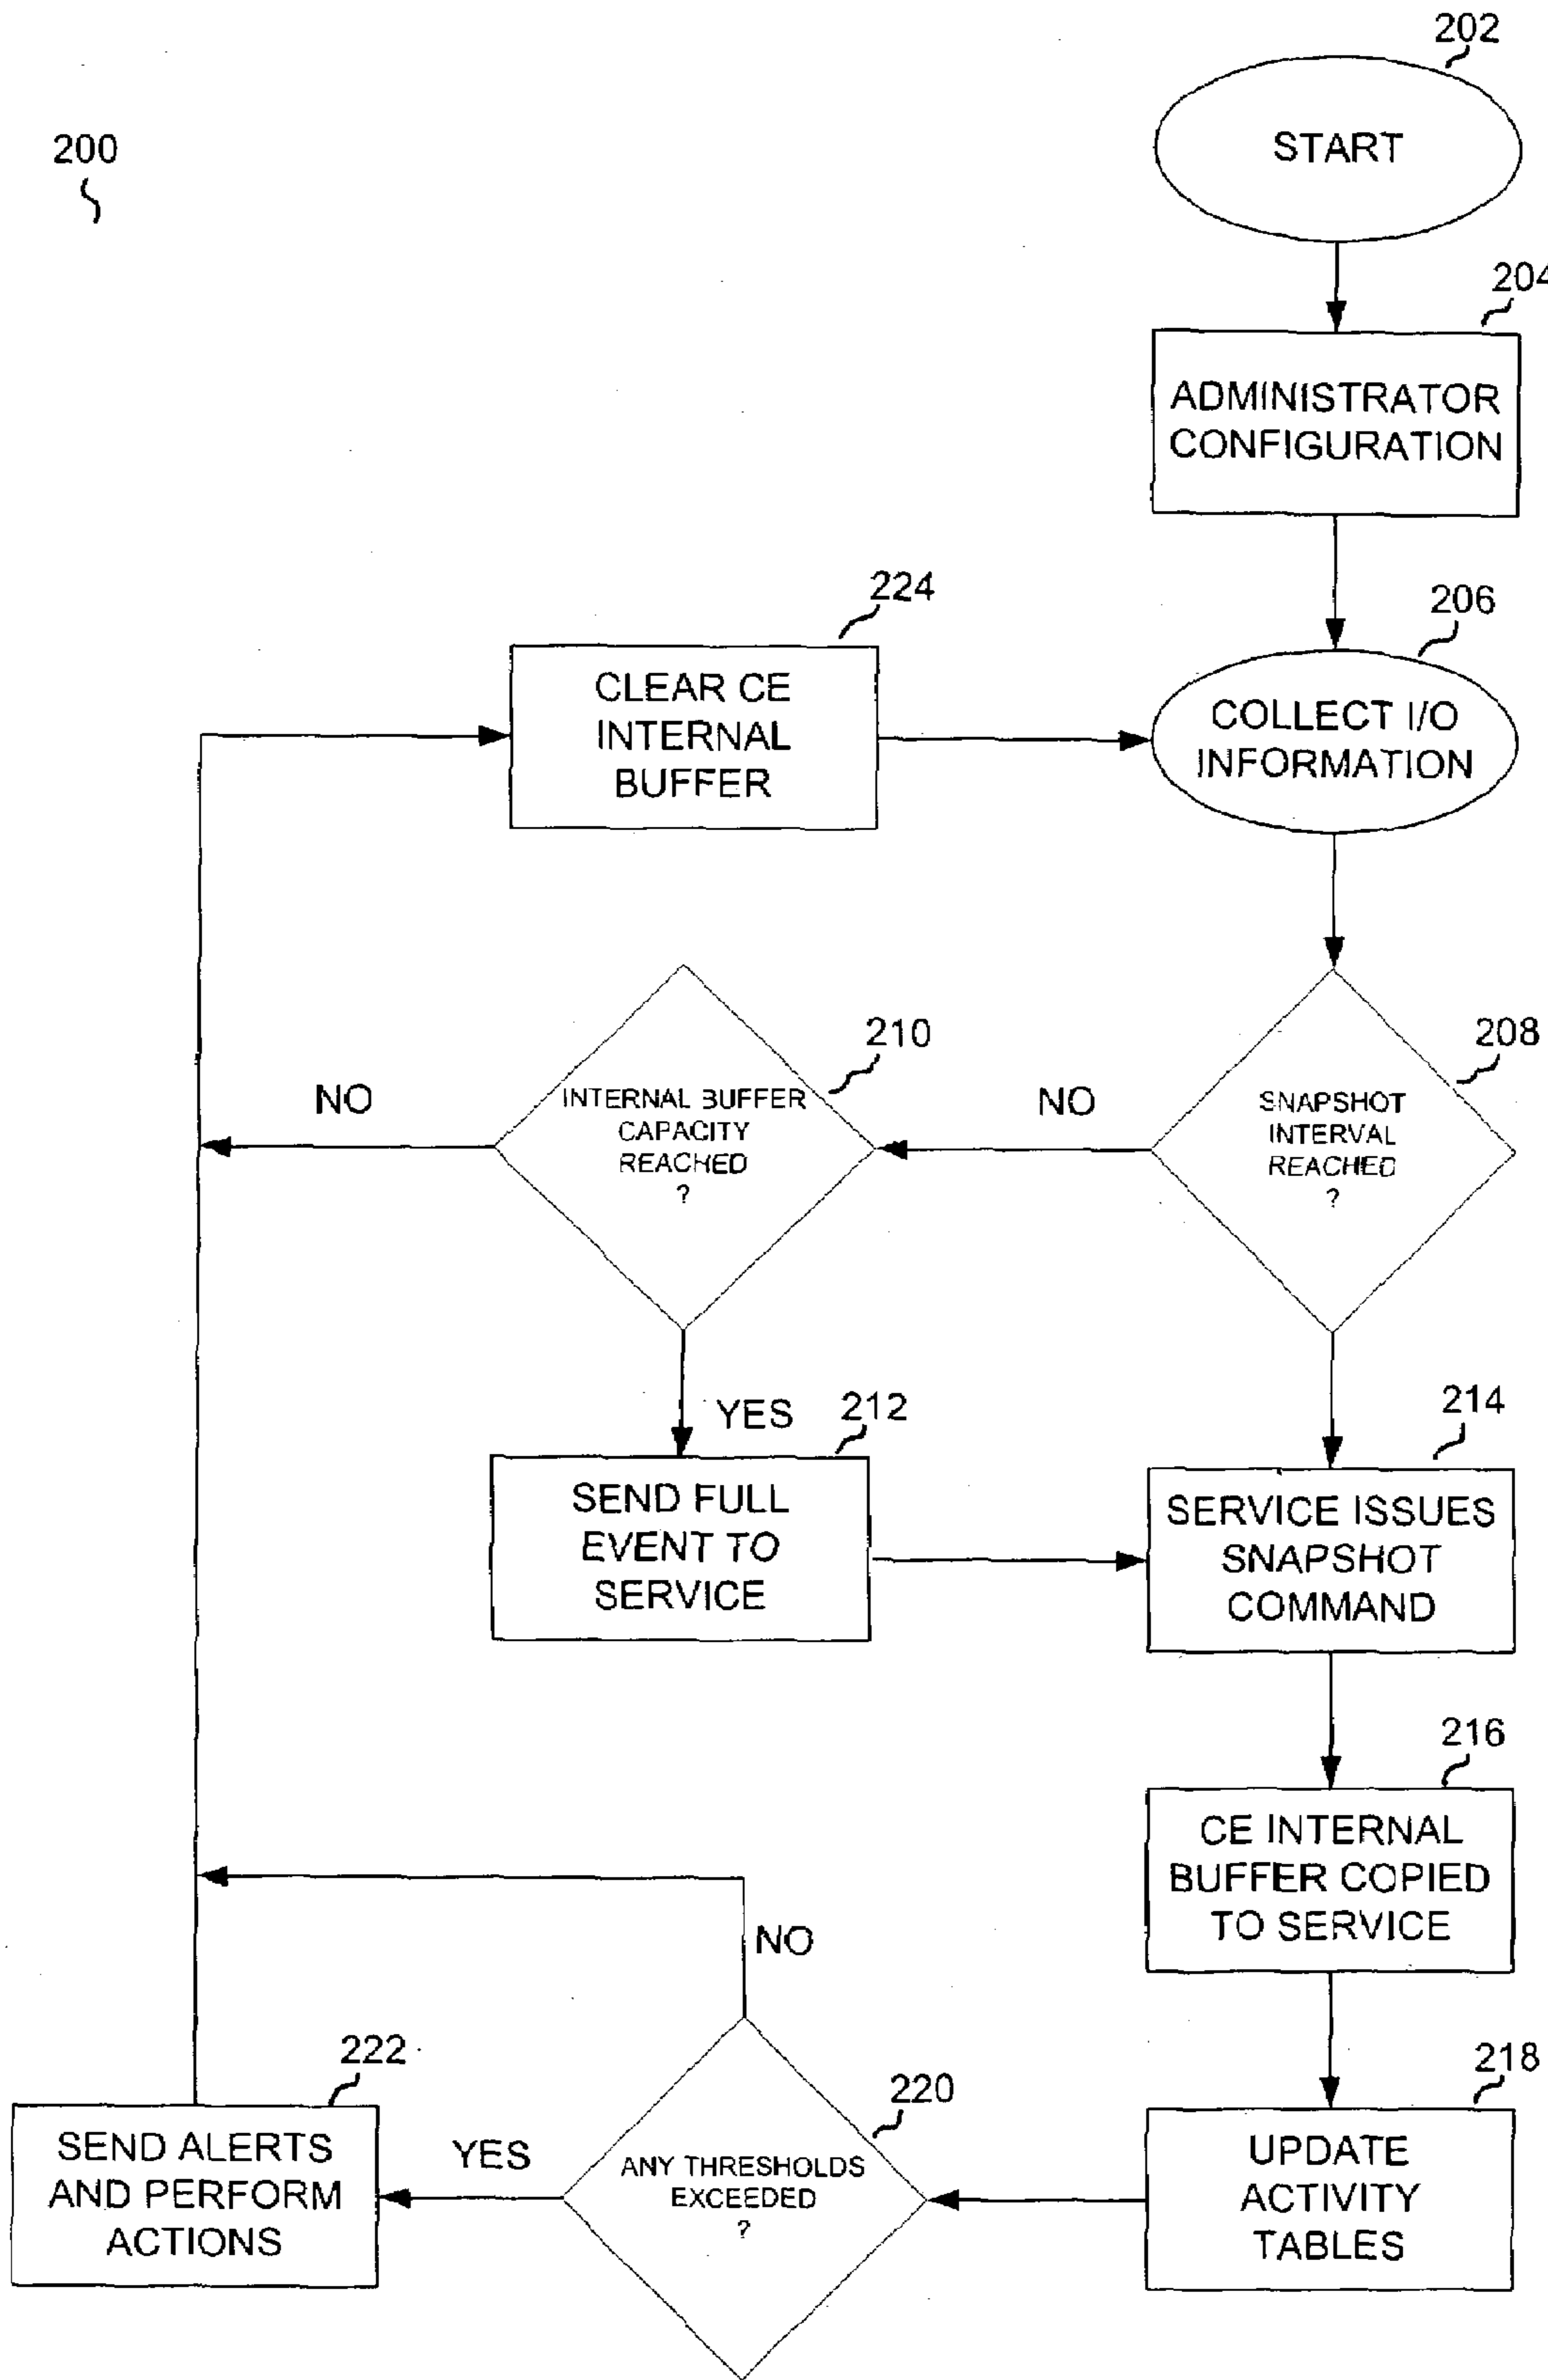 202
200
START
204
ADMINISTRATOR
CONFIGURATION
224
206
CLEAR CE
INTERNAL
BUFFER
COLLECT I/O
INFORMATION
210
208
NO
INTERNAL BUFFER
CAPACITY
REACHED
?
NO
SNAPSHOT
INTERVAL
REACHED
?
YES
212
214
SEND FULL
EVENT TO
SERVICE
SERVICE ISSUES
SNAPSHOT
COMMAND
216
CE INTERNAL
BUFFER COPIED
TO SERVICE
NO
222
220
218
SEND ALERTS
AND PERFORM
ACTIONS
YES
ANY THRESHOLDS
EXCEEDED
?
UPDATE
ACTIVITY
TABLES